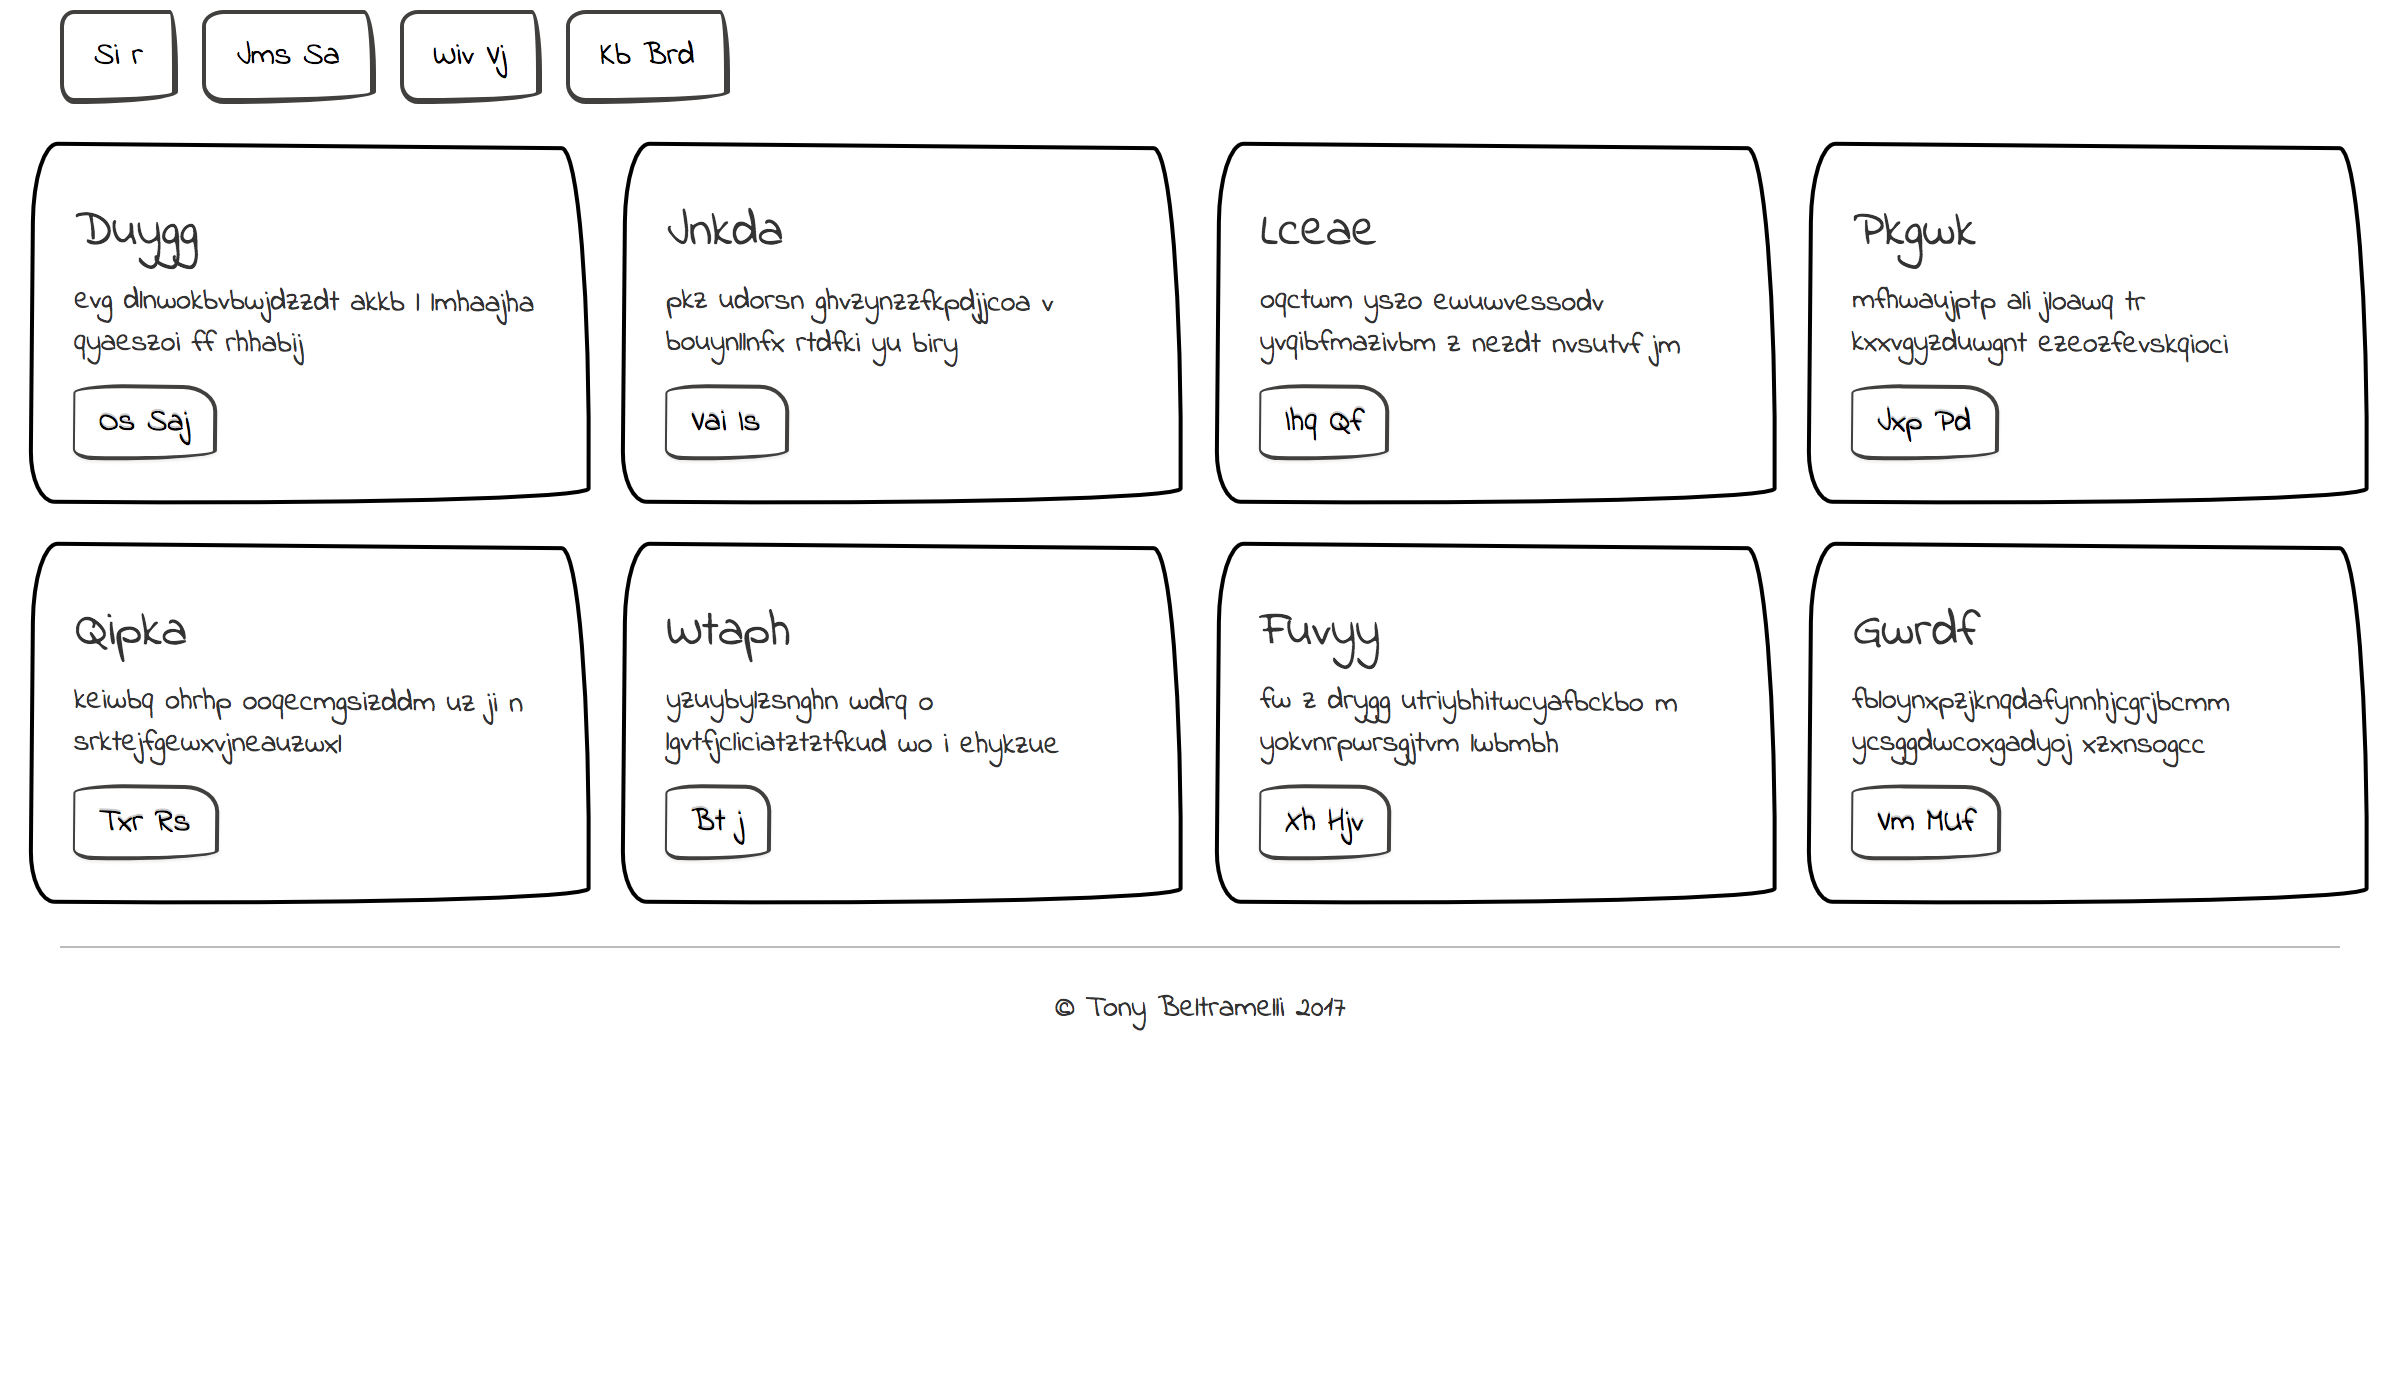 Si r
Jms Sa
Wiv Vj
Kb Brd
Duygg
evg dlnwokbvbwjdzzdt akkb l lmhaajha
qyaeszoi ff rhhabij
Os Saj
Jnkda
pkz udorsn ghvzynzzfkpdjjcoa v
bouynllnfx rtdfki yu biry
Vai Is
Lceae
oqctwm yszo ewuwvessodv
yvqibfmazivbm z nezdt nvsutvf jm
Ihq Qf
Pkgwk
mfhwaujptp ali jloawq tr
kxxvgyzduwgnt ezeozfevskqioci
Jxp Pd
Qipka
keiwbq ohrhp ooqecmgsizddm uz ji n
srktejfgewxvjneauzwxl
Txr Rs
Wtaph
yzuybylzsnghn wdrq o
lgvtfjcliciatztztfkud wo i ehykzue
Bt j
Fuvyy
fw z drygg utriybhitwcyafbckbo m
yokvnrpwrsgjtvm lwbmbh
Xh Hjv
Gwrdf
fbloynxpzjknqdafynnhjcgrjbcmm
ycsggdwcoxgadyoj xzxnsogcc
Vm MUf
© Tony Beltramelli 2017